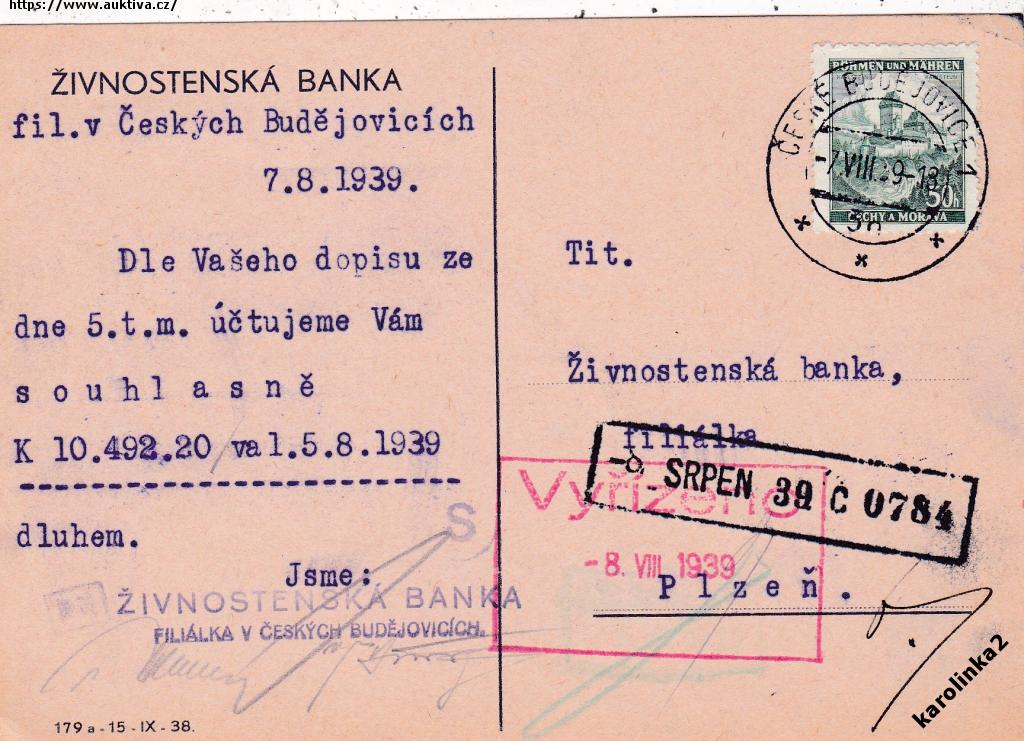 https://www.auktiva.cz/
ŽIVNOSTENSKÁ BANKA
fil.v Českých Budějovicích
7.8.1939.
Dle Vašeho dopisu ze
dne 5.t.m. účtujeme Vám
s o u h l a s n ě
K 10.492.20 val.5.8.1939
dluhem.
Jsme:
S
ŽIVNOSTENSKÁ BANKA
FILIÁLKA V ČESKÝCH BUDĚJOVICÍCH.
179 a - 15 - IX - 38.
BÖHMEN UND MÄHREN
50h
ČECHY A MORAVA
ČESKÉ BUDĚJOVICE 1
-7.VIII.39-18
Tit.
Živnostenská banka,
filiálka
P l z e ň .
-8. SRPEN 39 Č 0784
Vyřízeno
-8. VIII. 1939
karolinka2